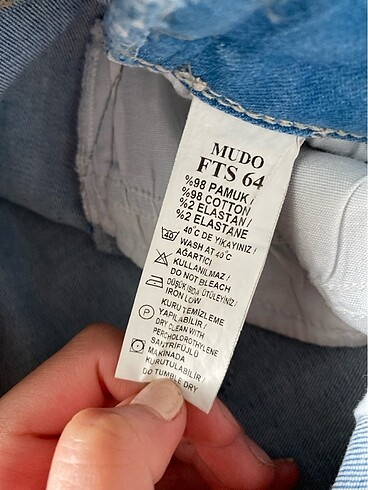 MUDO
FTS 64
%98 PAMUK /
%98 COTTON
%2 ELASTAN /
%2 ELASTANE
40 40°C DE YIKAYINIZ /
WASH AT 40°C
AĞARTICI
KULLANILMAZ /
DO NOT BLEACH
DÜŞÜK ISIDA ÜTÜLEYİNİZ /
IRON LOW
KURU TEMİZLEME
P YAPILABİLİR /
DRY CLEAN WITH
PERCHOLOROTHYLENE
SANTRİFÜJLÜ
MAKİNADA
KURUTULABİLİR /
DO TUMBLE DRY